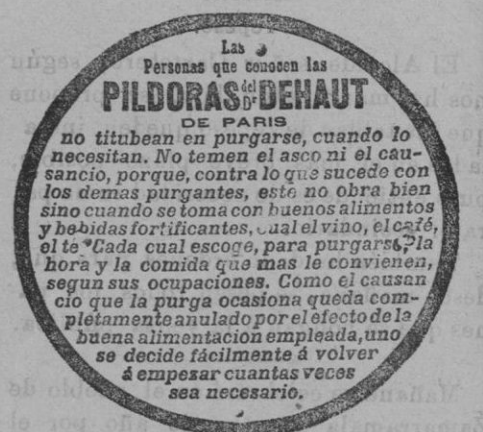 Las
Personas que conocen las
PILDORAS del Dr DEHAUT
DE PARIS
no titubean en purgarse, cuando lo
necesitan. No temen el asco ni el cau-
sancio, porque, contra lo que sucede con
los demas purgantes, este no obra bien
sino cuando se toma con buenos alimentos
y bebidas fortificantes, cual el vino, el café,
el té. Cada cual escoge, para purgarse, la
hora y la comida que mas le convienen,
segun sus ocupaciones. Como el causan
cio que la purga ocasiona queda com-
pletamente anulado por el efecto de la
buena alimentacion empleada, uno
se decide fácilmente á volver
á empezar cuantas veces
sea necesario.